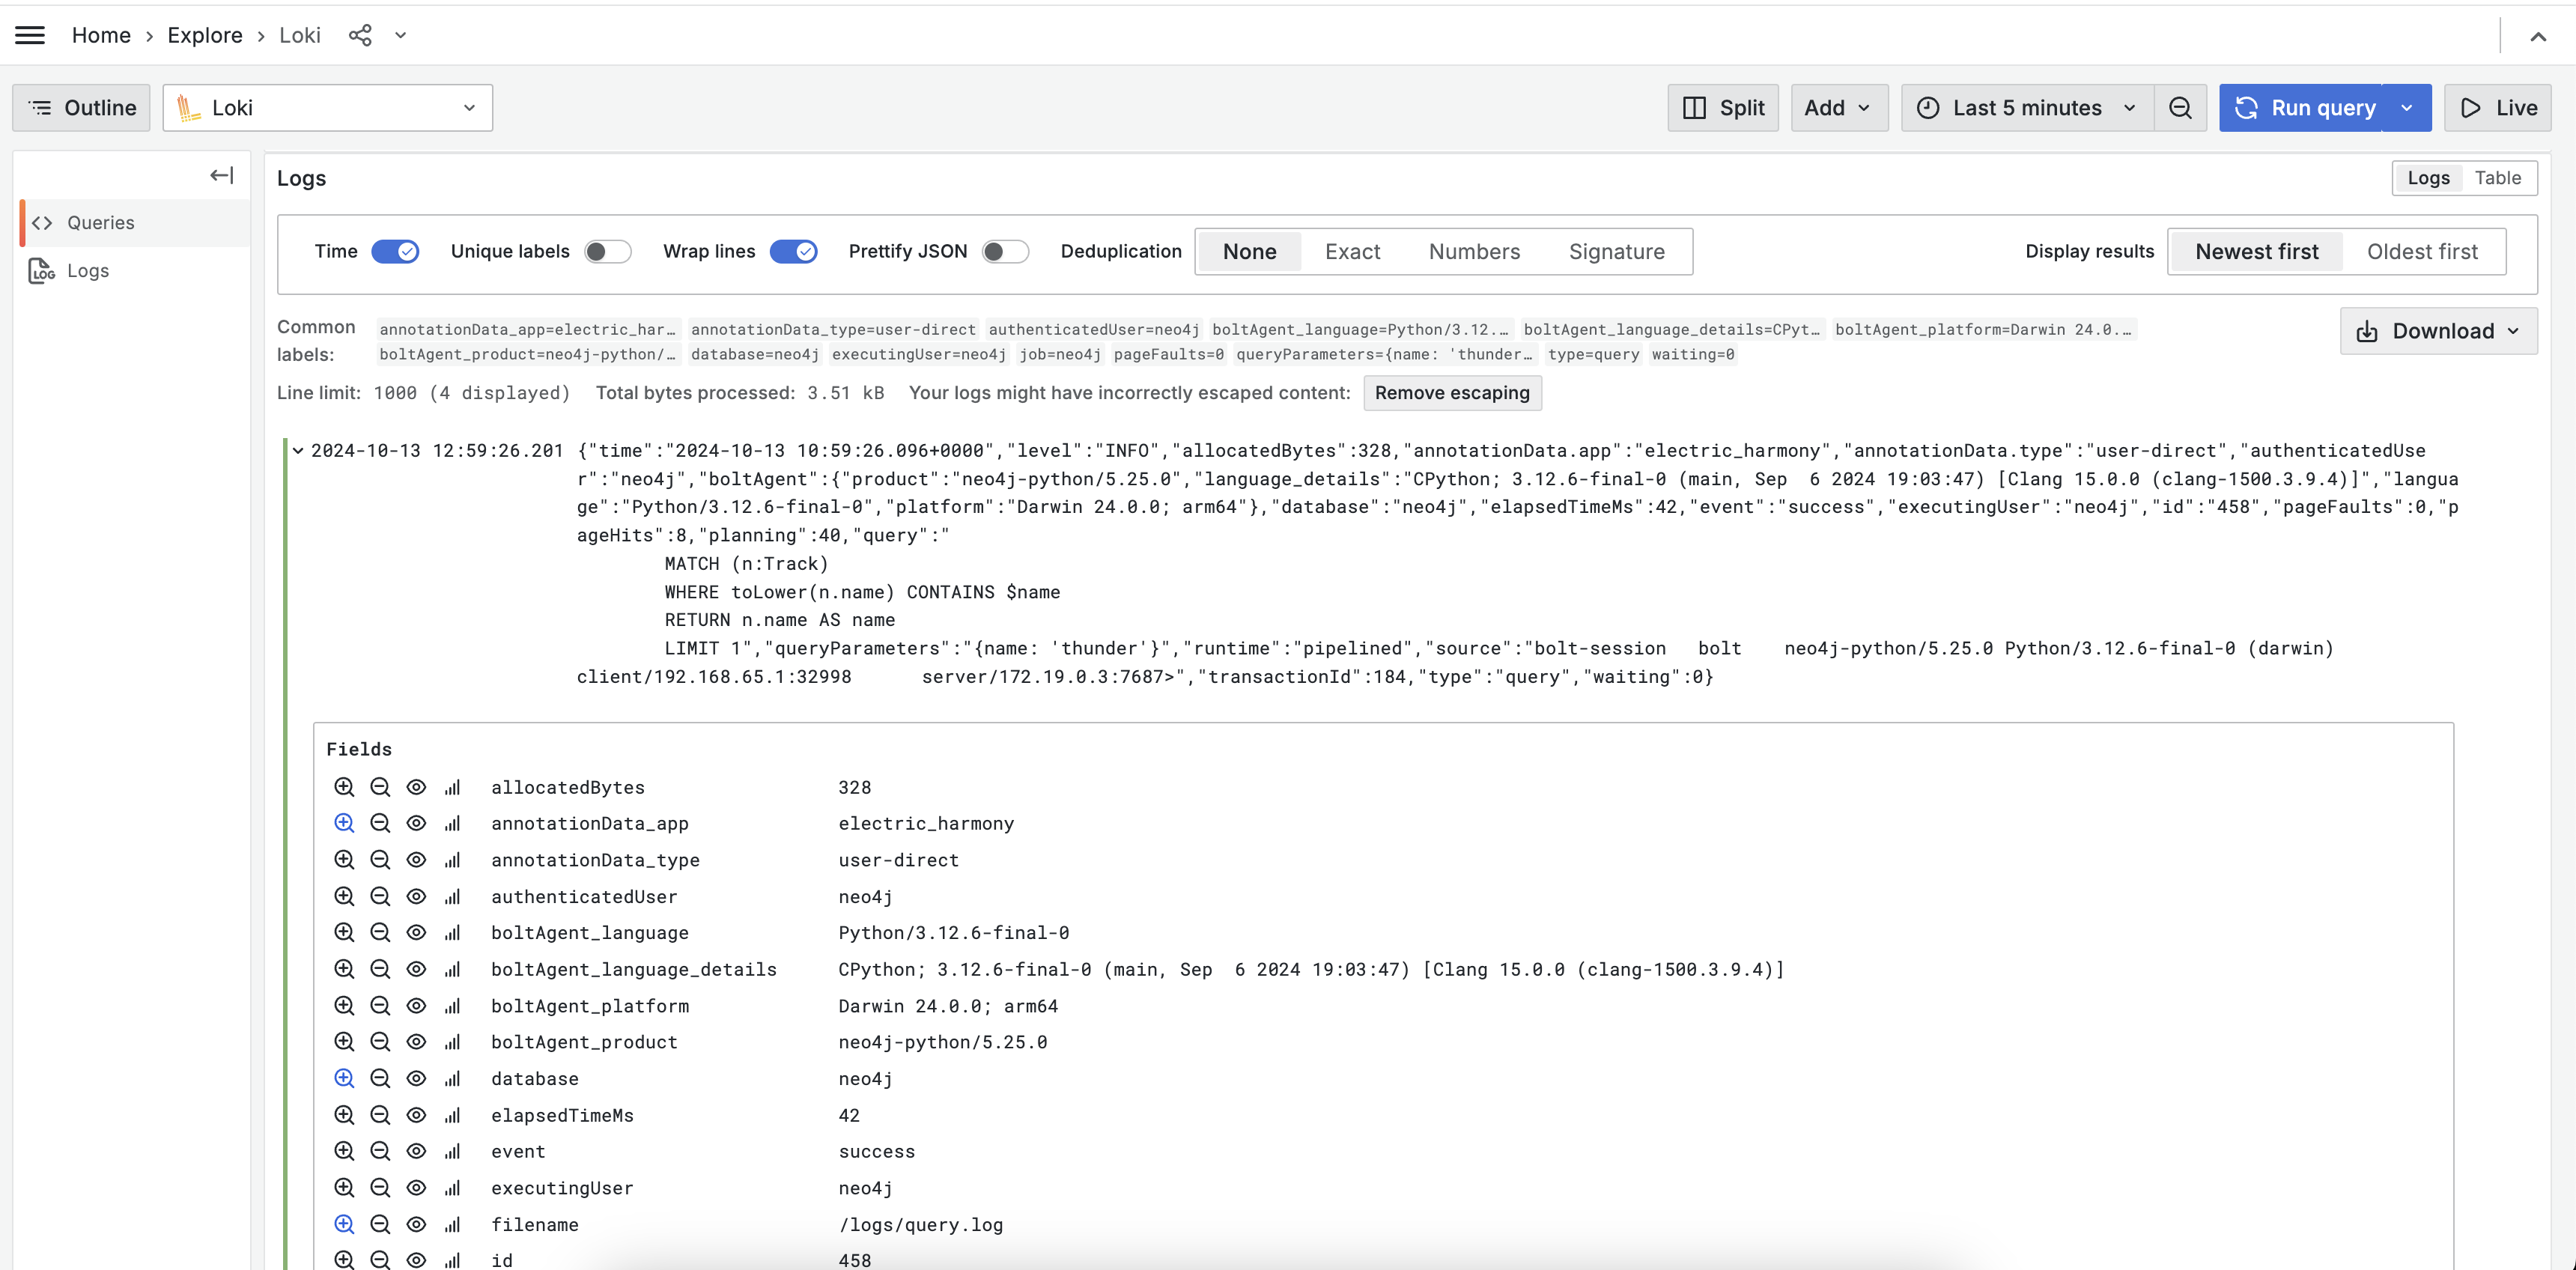 Home › Explore › Loki
Outline
Loki
Split
Add
Last 5 minutes
Run query
Live
Queries
Logs
Logs
Logs Table
Time
Unique labels
Wrap lines
Prettify JSON
Deduplication
None Exact Numbers Signature
Display results
Newest first Oldest first
Common labels:
annotationData_app=electric_har… annotationData_type=user-direct authenticatedUser=neo4j boltAgent_language=Python/3.12.… boltAgent_language_details=CPyt… boltAgent_platform=Darwin 24.0.…
boltAgent_product=neo4j-python/… database=neo4j executingUser=neo4j job=neo4j pageFaults=0 queryParameters={name: 'thunder… type=query waiting=0
Download
Line limit: 1000 (4 displayed) Total bytes processed: 3.51 kB Your logs might have incorrectly escaped content: Remove escaping
2024-10-13 12:59:26.201 {"time":"2024-10-13 10:59:26.096+0000","level":"INFO","allocatedBytes":328,"annotationData.app":"electric_harmony","annotationData.type":"user-direct","authenticatedUse
r":"neo4j","boltAgent":{"product":"neo4j-python/5.25.0","language_details":"CPython; 3.12.6-final-0 (main, Sep  6 2024 19:03:47) [Clang 15.0.0 (clang-1500.3.9.4)]","langua
ge":"Python/3.12.6-final-0","platform":"Darwin 24.0.0; arm64"},"database":"neo4j","elapsedTimeMs":42,"event":"success","executingUser":"neo4j","id":"458","pageFaults":0,"p
ageHits":8,"planning":40,"query":"
MATCH (n:Track)
WHERE toLower(n.name) CONTAINS $name
RETURN n.name AS name
LIMIT 1","queryParameters":"{name: 'thunder'}","runtime":"pipelined","source":"bolt-session   bolt    neo4j-python/5.25.0 Python/3.12.6-final-0 (darwin)
client/192.168.65.1:32998      server/172.19.0.3:7687>","transactionId":184,"type":"query","waiting":0}
Fields
allocatedBytes 328
annotationData_app electric_harmony
annotationData_type user-direct
authenticatedUser neo4j
boltAgent_language Python/3.12.6-final-0
boltAgent_language_details CPython; 3.12.6-final-0 (main, Sep  6 2024 19:03:47) [Clang 15.0.0 (clang-1500.3.9.4)]
boltAgent_platform Darwin 24.0.0; arm64
boltAgent_product neo4j-python/5.25.0
database neo4j
elapsedTimeMs 42
event success
executingUser neo4j
filename /logs/query.log
id 458